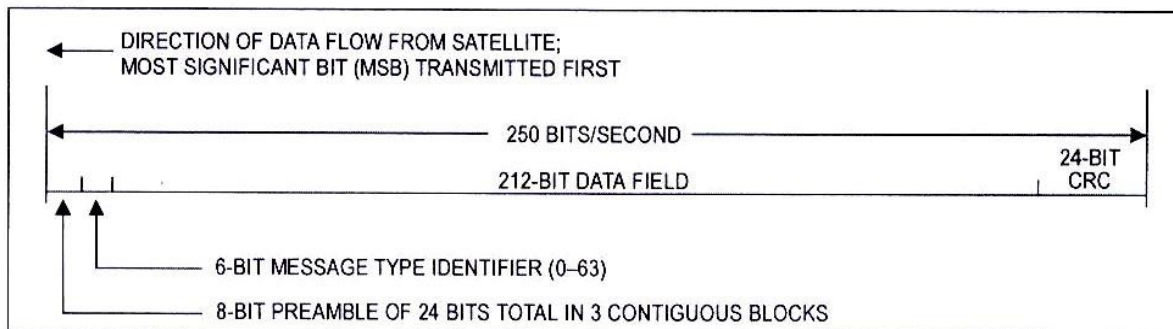 DIRECTION OF DATA FLOW FROM SATELLITE;
MOST SIGNIFICANT BIT (MSB) TRANSMITTED FIRST
250 BITS/SECOND
24-BIT
CRC
212-BIT DATA FIELD
6-BIT MESSAGE TYPE IDENTIFIER (0–63)
8-BIT PREAMBLE OF 24 BITS TOTAL IN 3 CONTIGUOUS BLOCKS